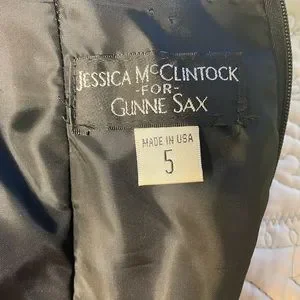 JESSICA MCCLINTOCK
-FOR-
GUNNE SAX
MADE IN USA
5